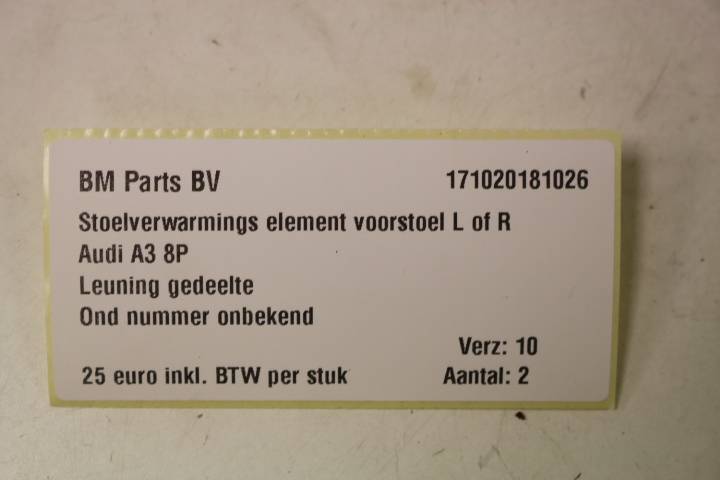 BM Parts BV 171020181026
Stoelverwarmings element voorstoel L of R
Audi A3 8P
Leuning gedeelte
Ond nummer onbekend
Verz: 10
25 euro inkl. BTW per stuk Aantal: 2